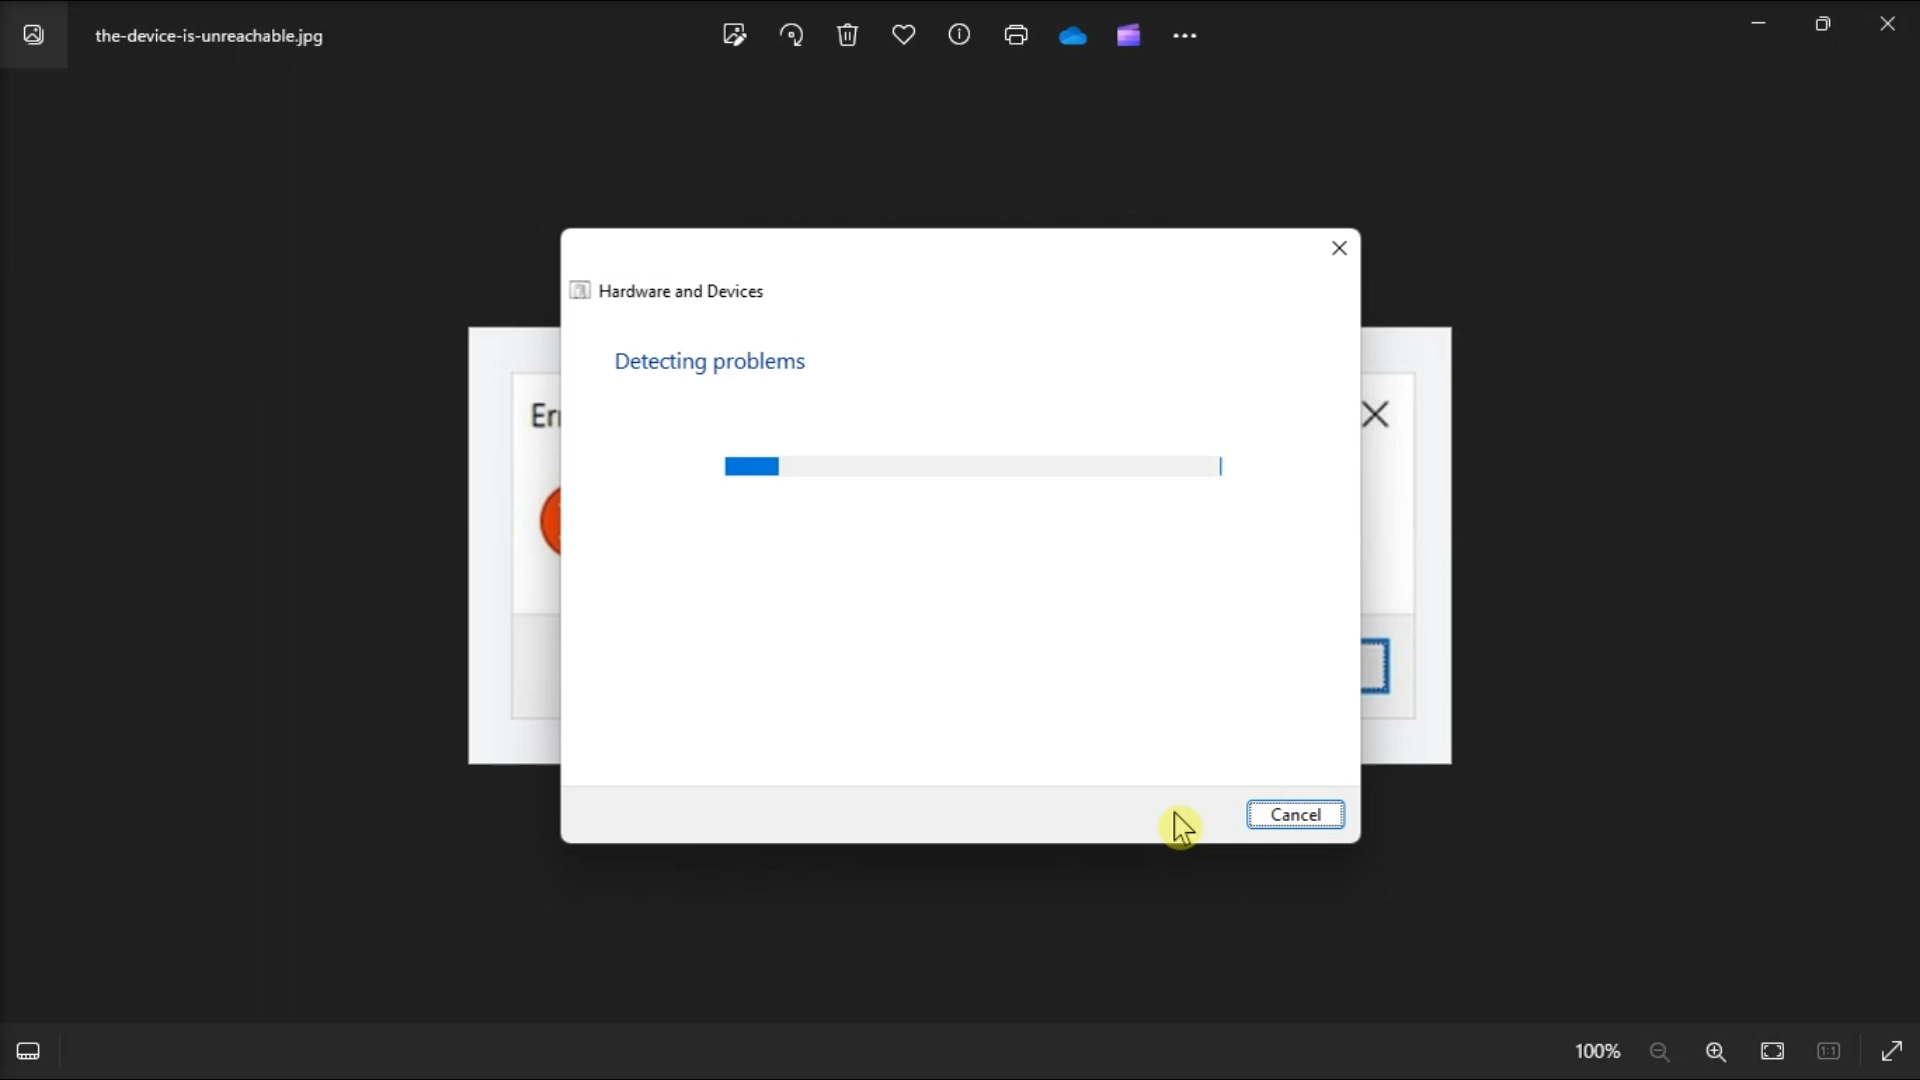 the-device-is-unreachable.jpg
Hardware and Devices
Detecting problems
Cancel
100%